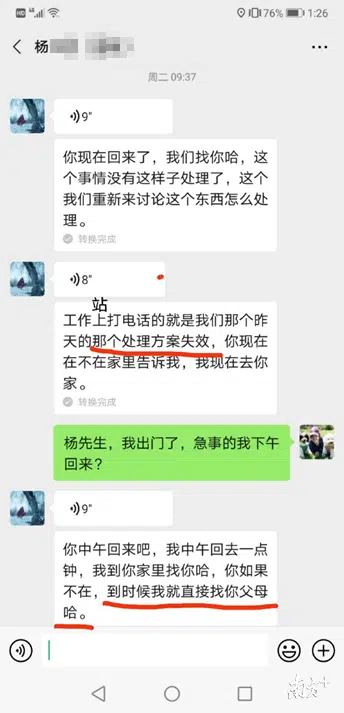 HD 4G 76% 1:26
杨
周二 09:37
9"
你现在回来了，我们找你哈，这
个事情没有这样子处理了，这个
我们重新来讨论这个东西怎么处
理。
转换完成
8"
站
工作上打电话的就是我们那个昨
天的那个处理方案失效，你现在
在不在家里告诉我，我现在去你
家。
转换完成
杨先生，我出门了，急事的我下午
回来？
9"
你中午回来吧，我中午回去一点
钟，我到你家里找你哈，你如果
不在，到时候我就直接找你父母
哈。
南方+